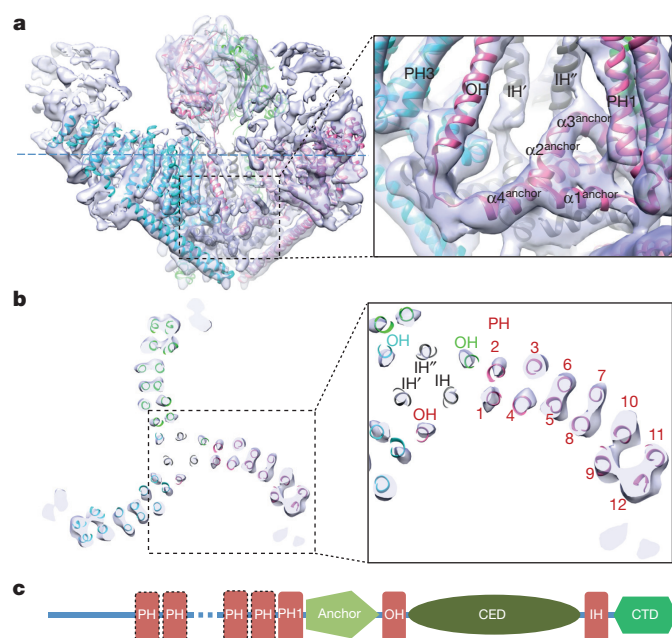 a
PH3
OH
IH′
IH″
PH1
α3anchor
α2anchor
α4anchor
α1anchor
b
PH
OH
OH
2
3
IH″
6
7
IH′
IH
10
1
4
5
OH
8
11
9
12
c
PH
PH
PH
PH
PH1
Anchor
OH
CED
IH
CTD